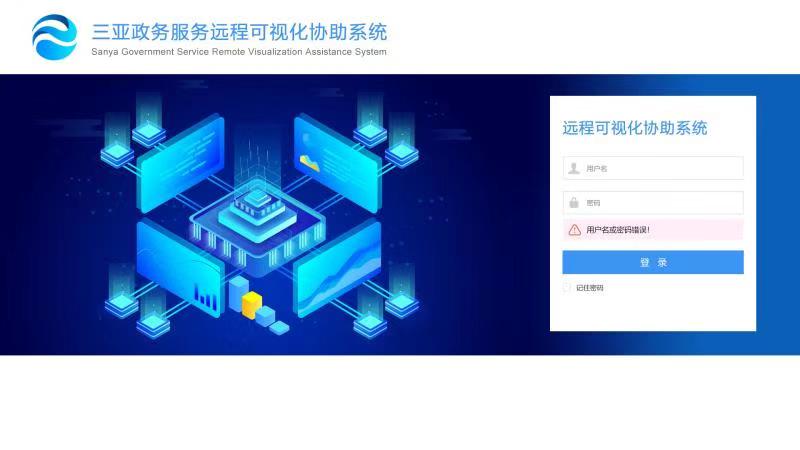 三亚政务服务远程可视化协助系统
Sanya Government Service Remote Visualization Assistance System
远程可视化协助系统
用户名
密码
用户名或密码错误!
登 录
记住密码